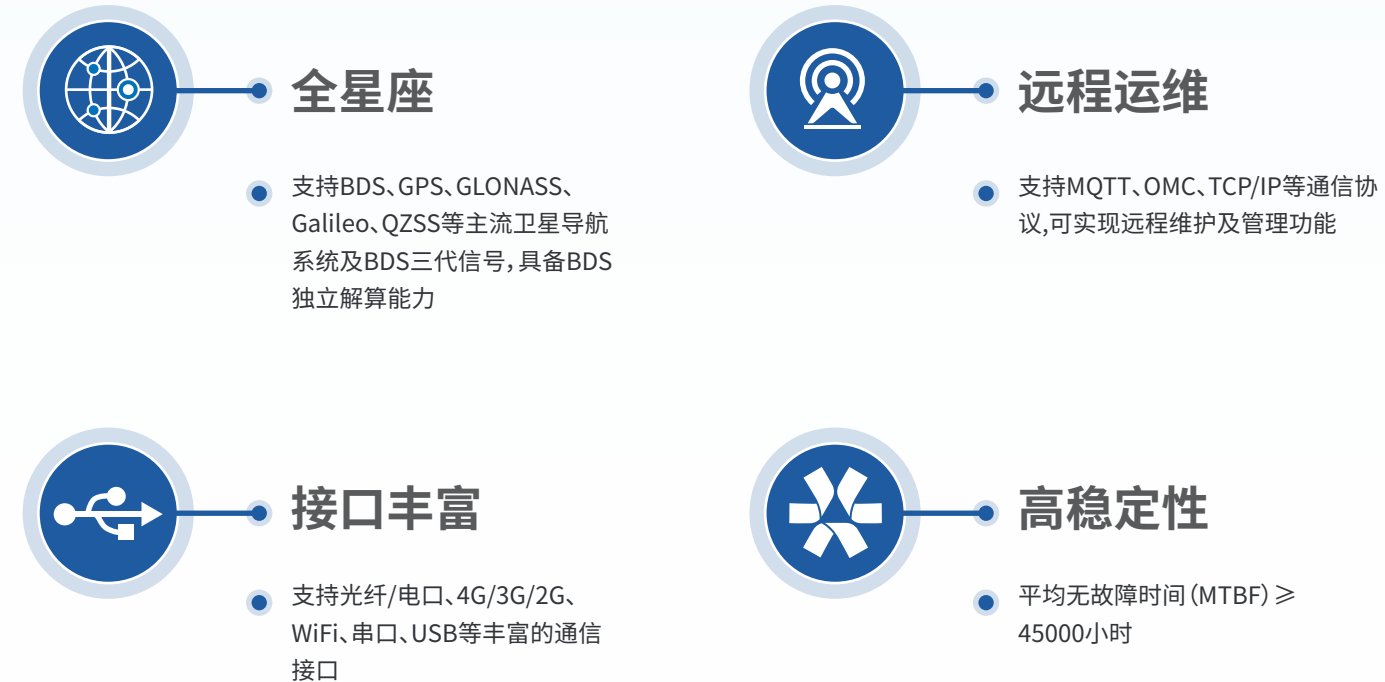 全星座
支持BDS、GPS、GLONASS、
Galileo、QZSS等主流卫星导航
系统及BDS三代信号，具备BDS
独立解算能力
远程运维
支持MQTT、OMC、TCP/IP等通信协
议,可实现远程维护及管理功能
接口丰富
支持光纤/电口、4G/3G/2G、
WiFi、串口、USB等丰富的通信
接口
高稳定性
平均无故障时间（MTBF）≥
45000小时